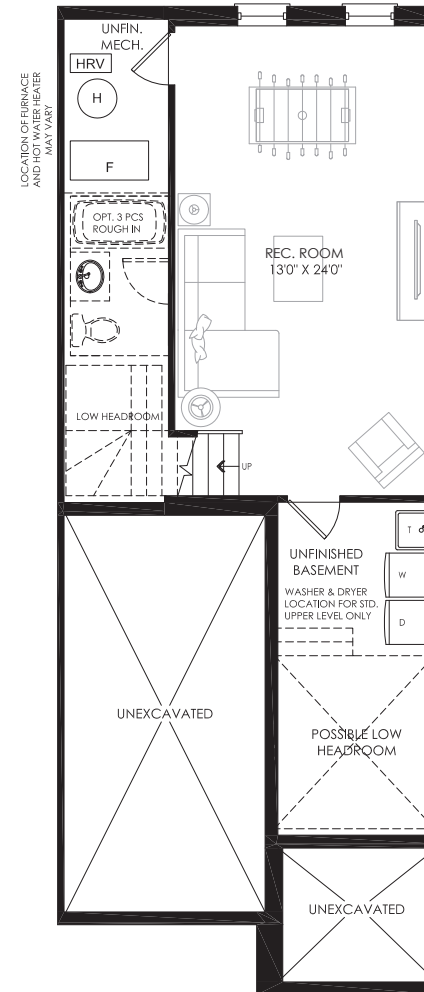 UNFIN.
MECH.
HRV
H
F
LOCATION OF FURNACE
AND HOT WATER HEATER
MAY VARY
OPT. 3 PCS
ROUGH IN
REC. ROOM
13'0" X 24'0"
LOW HEADROOM
UP
UNFINISHED
BASEMENT
WASHER & DRYER
LOCATION FOR STD.
UPPER LEVEL ONLY
T
W
D
UNEXCAVATED
POSSIBLE LOW
HEADROOM
UNEXCAVATED